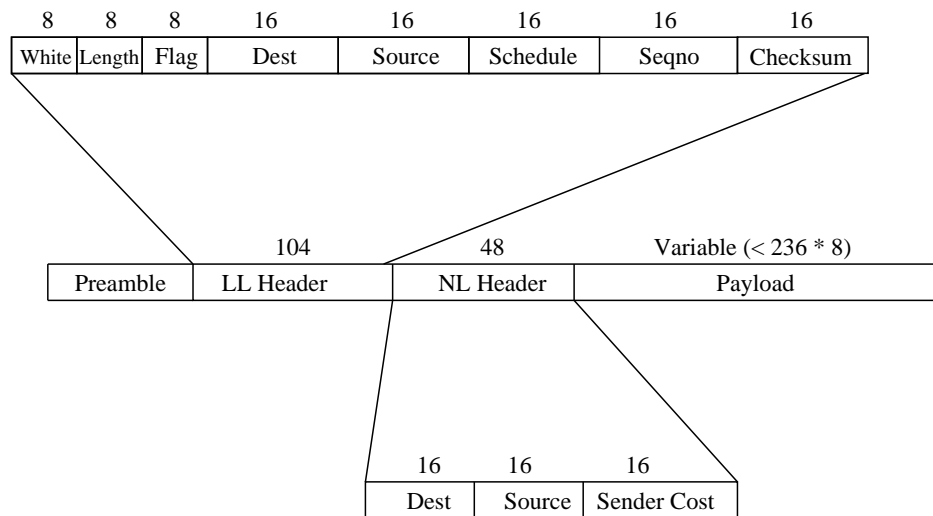 8 8 8 16 16 16 16 16
White Length Flag Dest Source Schedule Seqno Checksum
104 48 Variable (< 236 * 8)
Preamble LL Header NL Header Payload
16 16 16
Dest Source Sender Cost